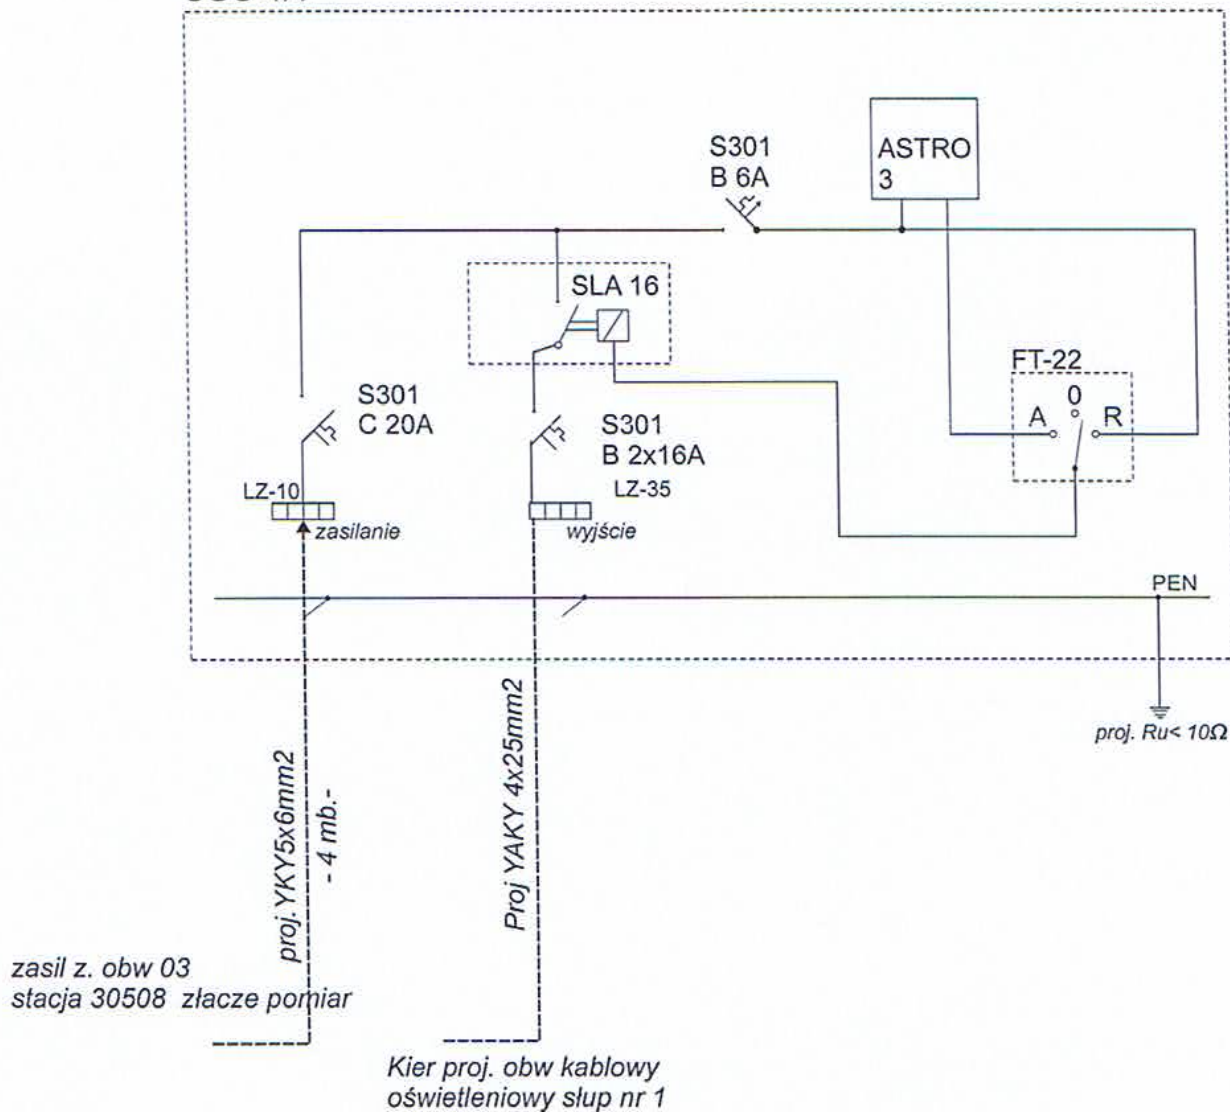 S301
B 6A
ASTRO
3
SLA 16
FT-22
0
A
R
S301
C 20A
S301
B 2x16A
LZ-10
LZ-35
zasilanie
wyjście
PEN
proj. Ru< 10Ω
proj. YKY5x6mm2
- 4 mb.-
Proj YAKY 4x25mm2
zasil z. obw 03
stacja 30508 złacze pomiar
Kier proj. obw kablowy
oświetleniowy słup nr 1